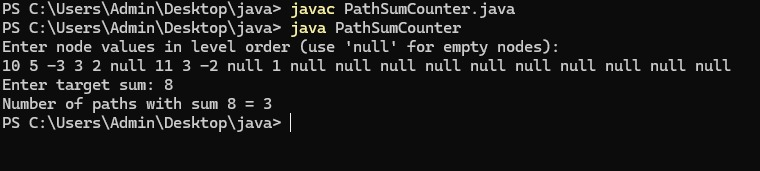 PS C:\Users\Admin\Desktop\java> javac PathSumCounter.java
PS C:\Users\Admin\Desktop\java> java PathSumCounter
Enter node values in level order (use 'null' for empty nodes):
10 5 -3 3 2 null 11 3 -2 null 1 null null null null null null null null null null
Enter target sum: 8
Number of paths with sum 8 = 3
PS C:\Users\Admin\Desktop\java>